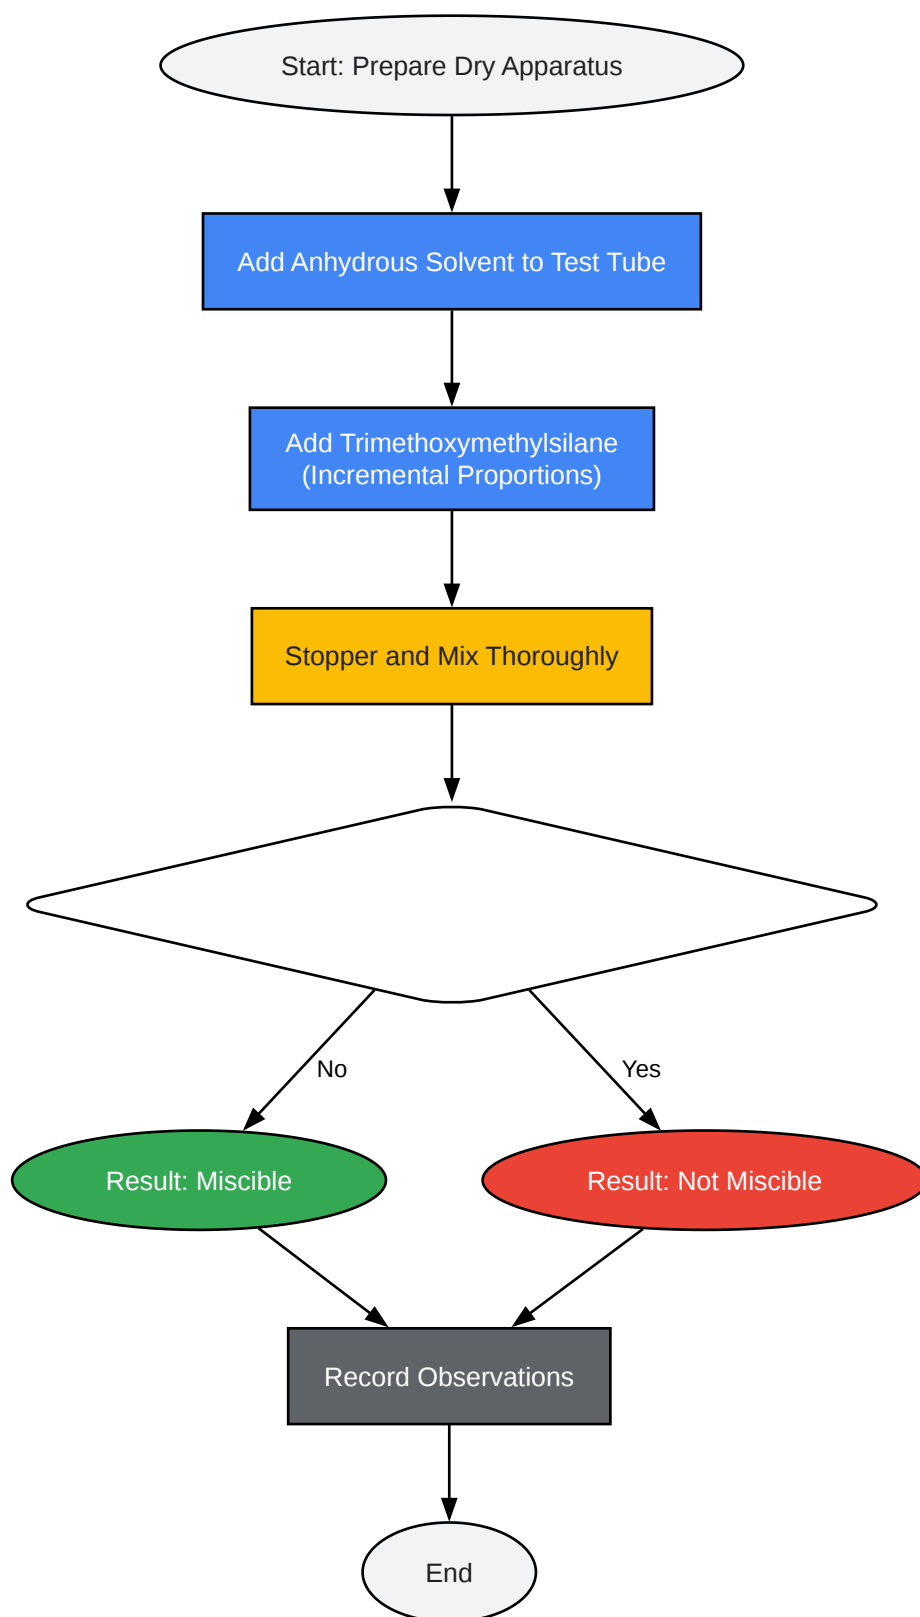 Start: Prepare Dry Apparatus
Add Anhydrous Solvent to Test Tube
Add Trimethoxymethylsilane
(Incremental Proportions)
Stopper and Mix Thoroughly
No
Yes
Result: Miscible
Result: Not Miscible
Record Observations
End